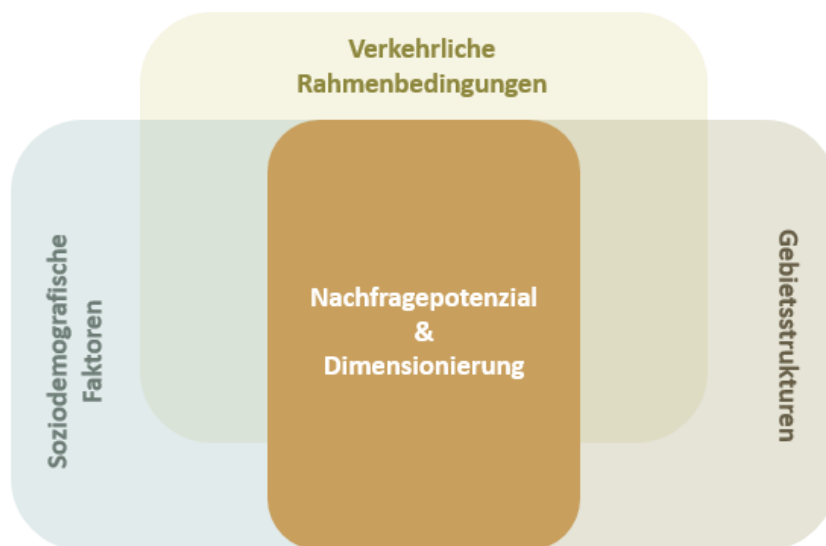 Verkehrliche
Rahmenbedingungen
Soziodemografische
Faktoren
Nachfragepotenzial
&
Dimensionierung
Gebietsstrukturen